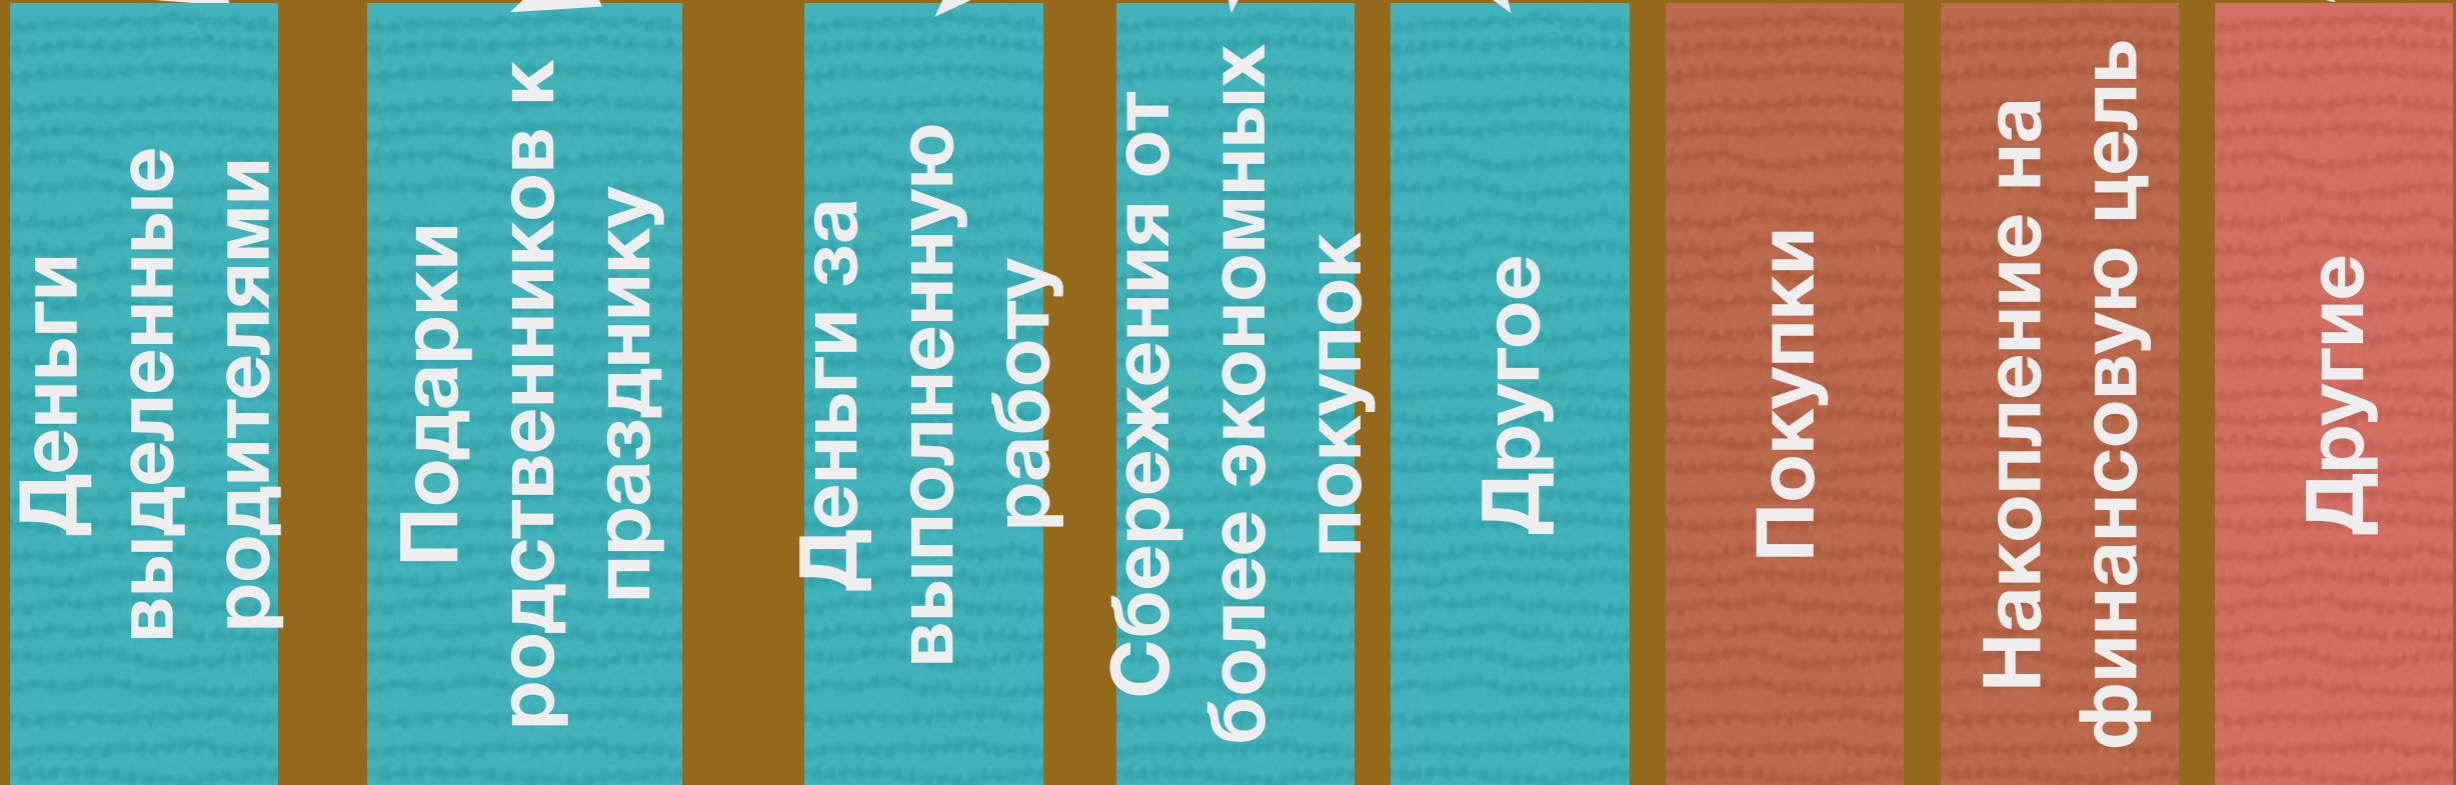 Деньги
выделенные
родителями
Подарки
родственников к
празднику
Деньги за
выполненную
работу
Сбережения от
более экономных
покупок
Другое
Покупки
Накопление на
финансовую цель
Другие